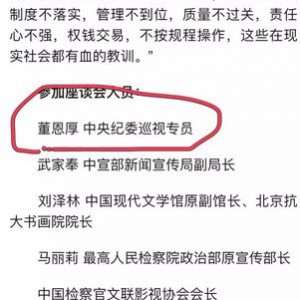 制度不落实，管理不到位，质量不过关，责任
心不强，权钱交易，不按规程操作，这些在现
实社会都有血的教训。”
参加座谈会人员：
董恩厚 中央纪委巡视专员
武家奉 中宣部新闻宣传局副局长
刘泽林 中国现代文学馆原副馆长、北京抗
大书画院院长
马丽莉 最高人民检察院政治部原宣传部长
中国检察官文联影视协会会长